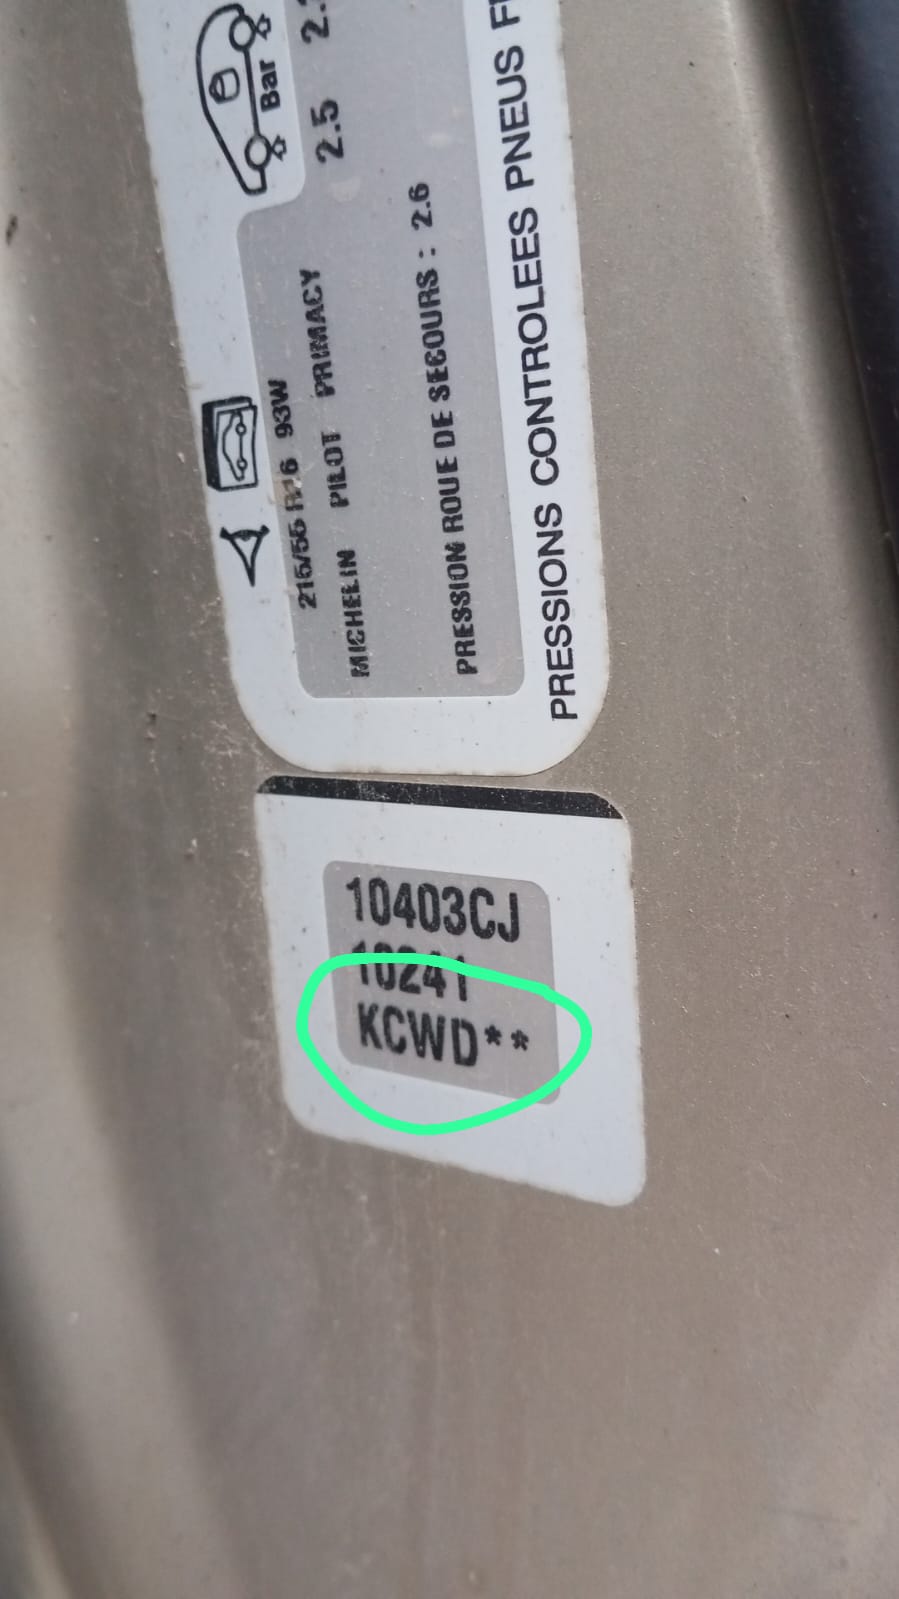 Bar
2.5
215/55 R16 93W
MICHELIN PILOT PRIMACY
PRESSION ROUE DE SECOURS : 2.6
PRESSIONS CONTROLEES PNEUS
10403CJ
10241
KCWD**